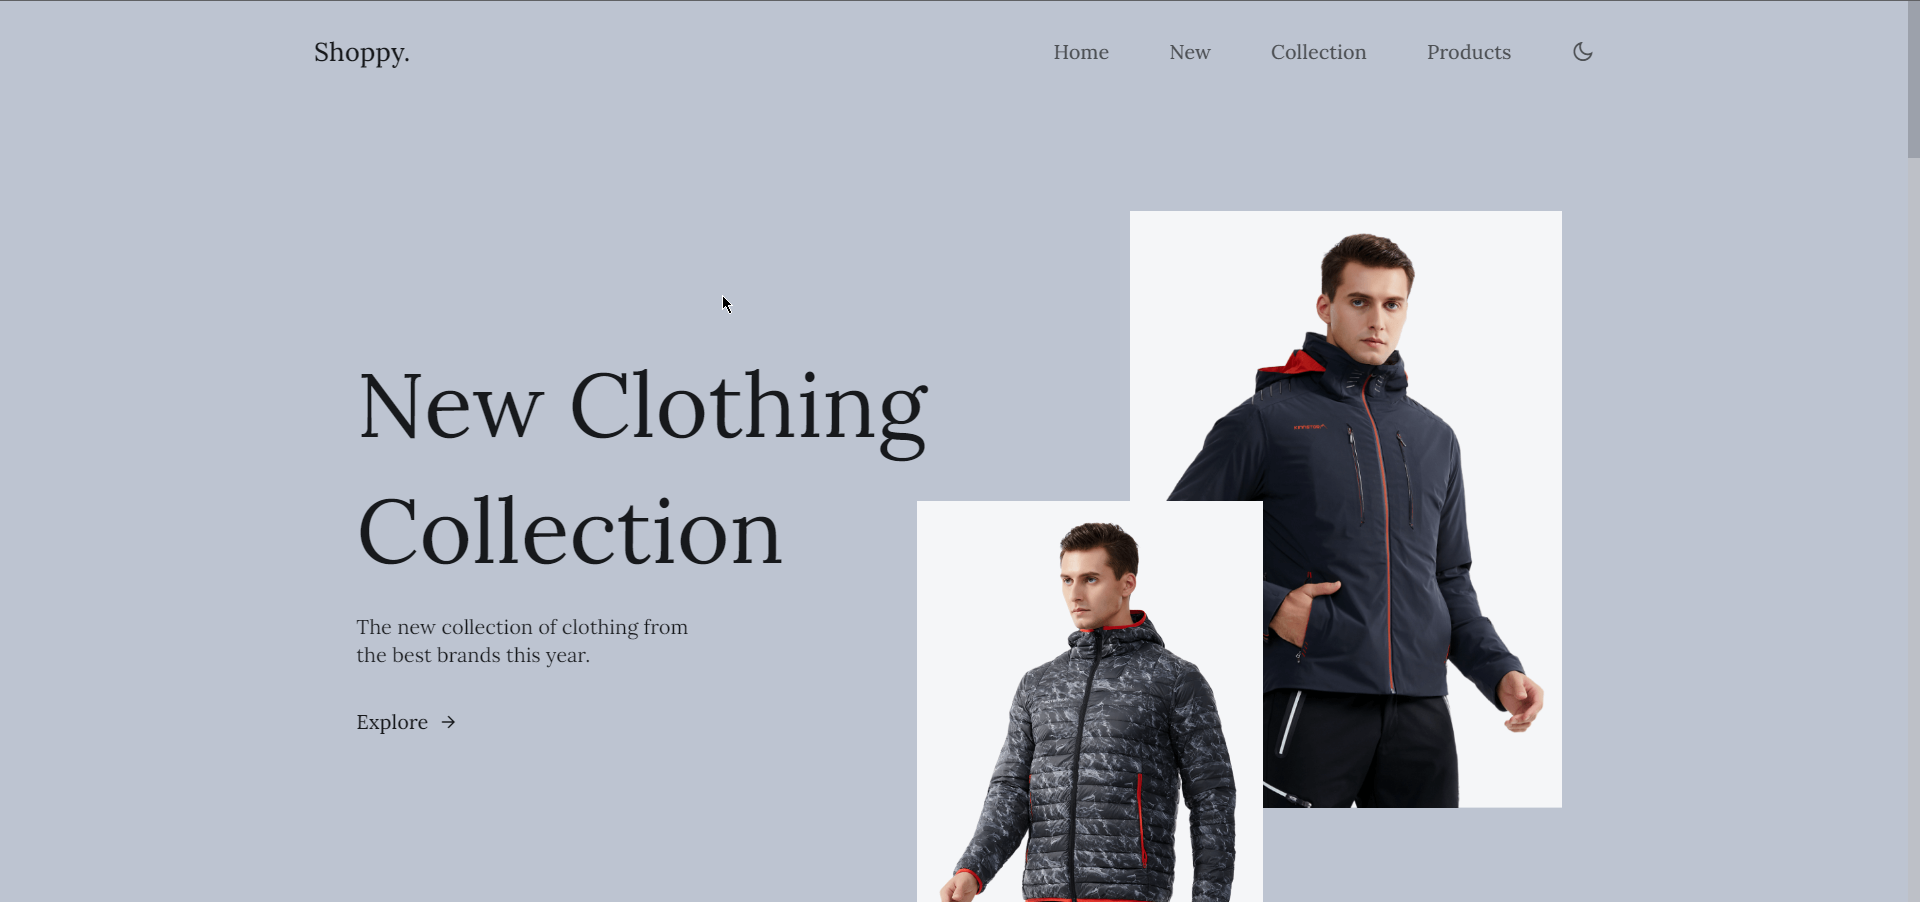 Shoppy.
Home
New
Collection
Products
New Clothing
Collection
The new collection of clothing from
the best brands this year.
Explore